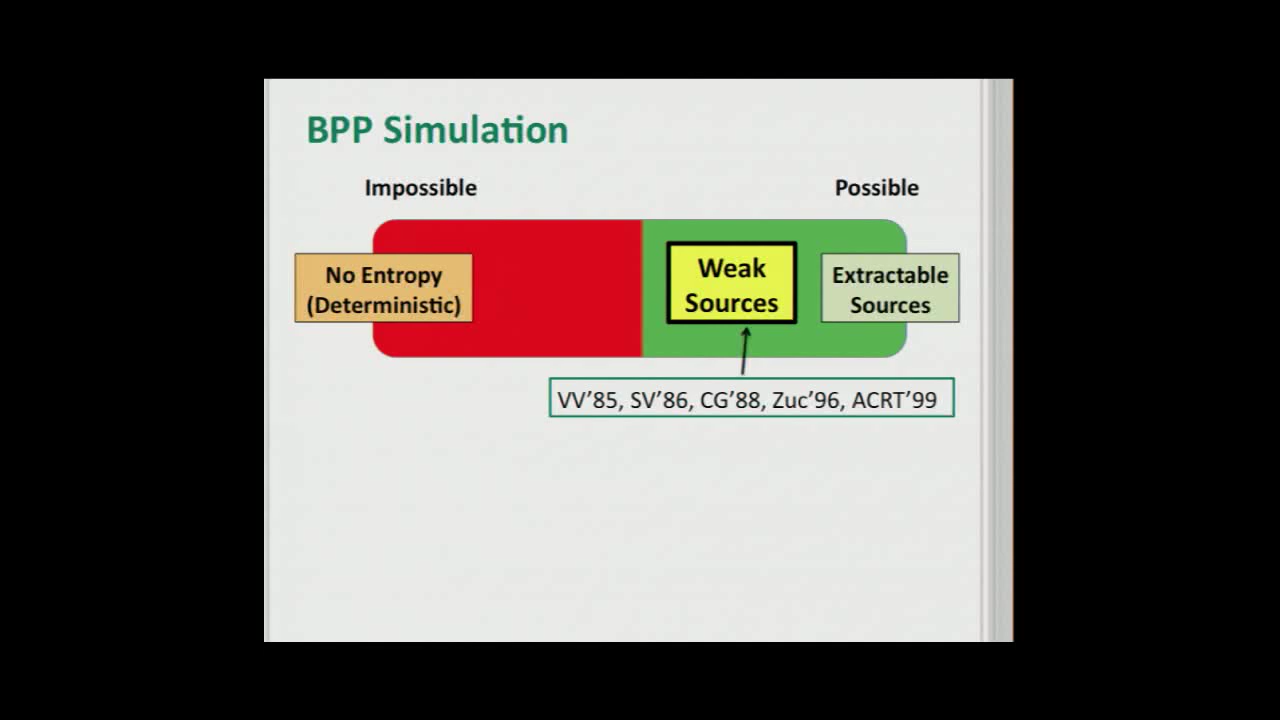 BPP Simulation
Impossible
Possible
No Entropy
(Deterministic)
Weak
Sources
Extractable
Sources
VV’85, SV’86, CG’88, Zuc’96, ACRT’99